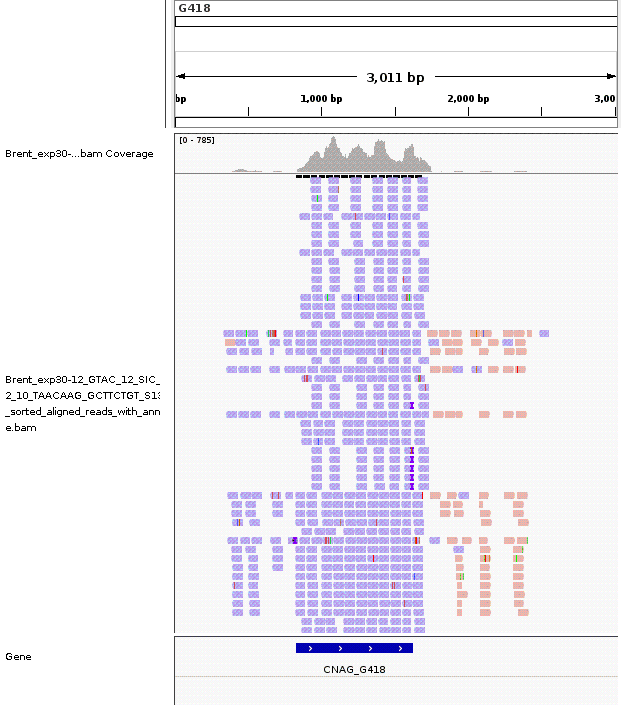 G418
3,011 bp
bp
1,000 bp
2,000 bp
3,00
[0 - 785]
Brent_exp30-...bam Coverage
Brent_exp30-12_GTAC_12_SIC_
2_10_TAACAAG_GCTTCTGT_S1
_sorted_aligned_reads_with_ann
e.bam
Gene
CNAG_G418